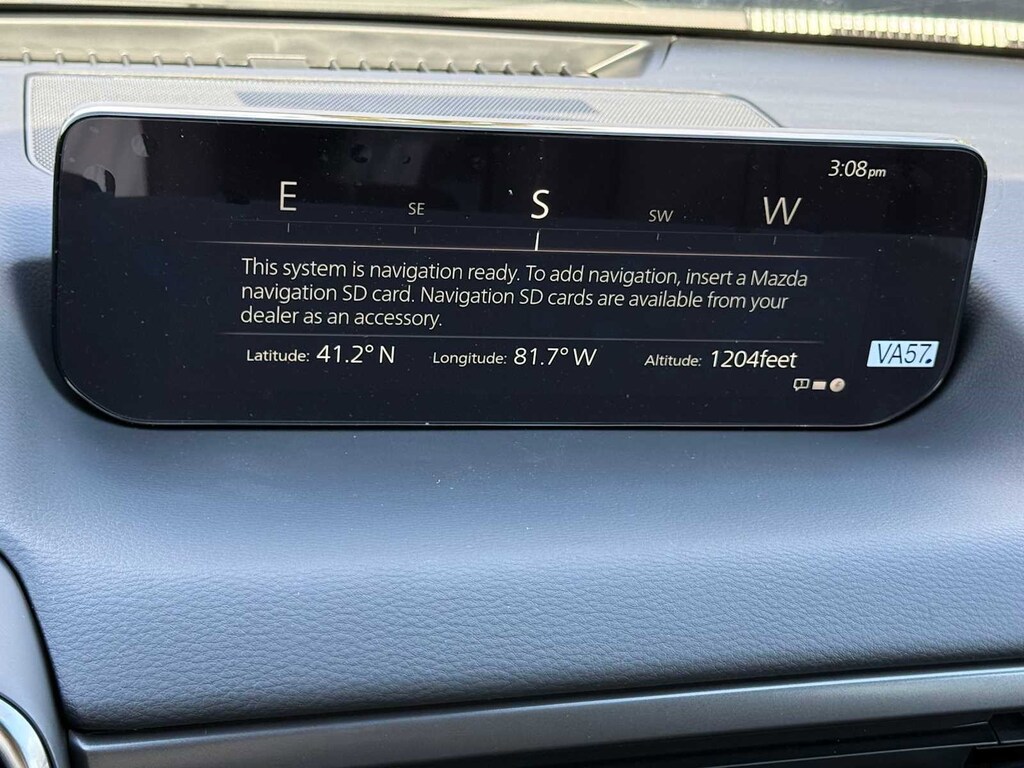 3:08pm
E SE S SW W
This system is navigation ready. To add navigation, insert a Mazda
navigation SD card. Navigation SD cards are available from your
dealer as an accessory.
Latitude: 41.2° N Longitude: 81.7° W Altitude: 1204feet
VA57.